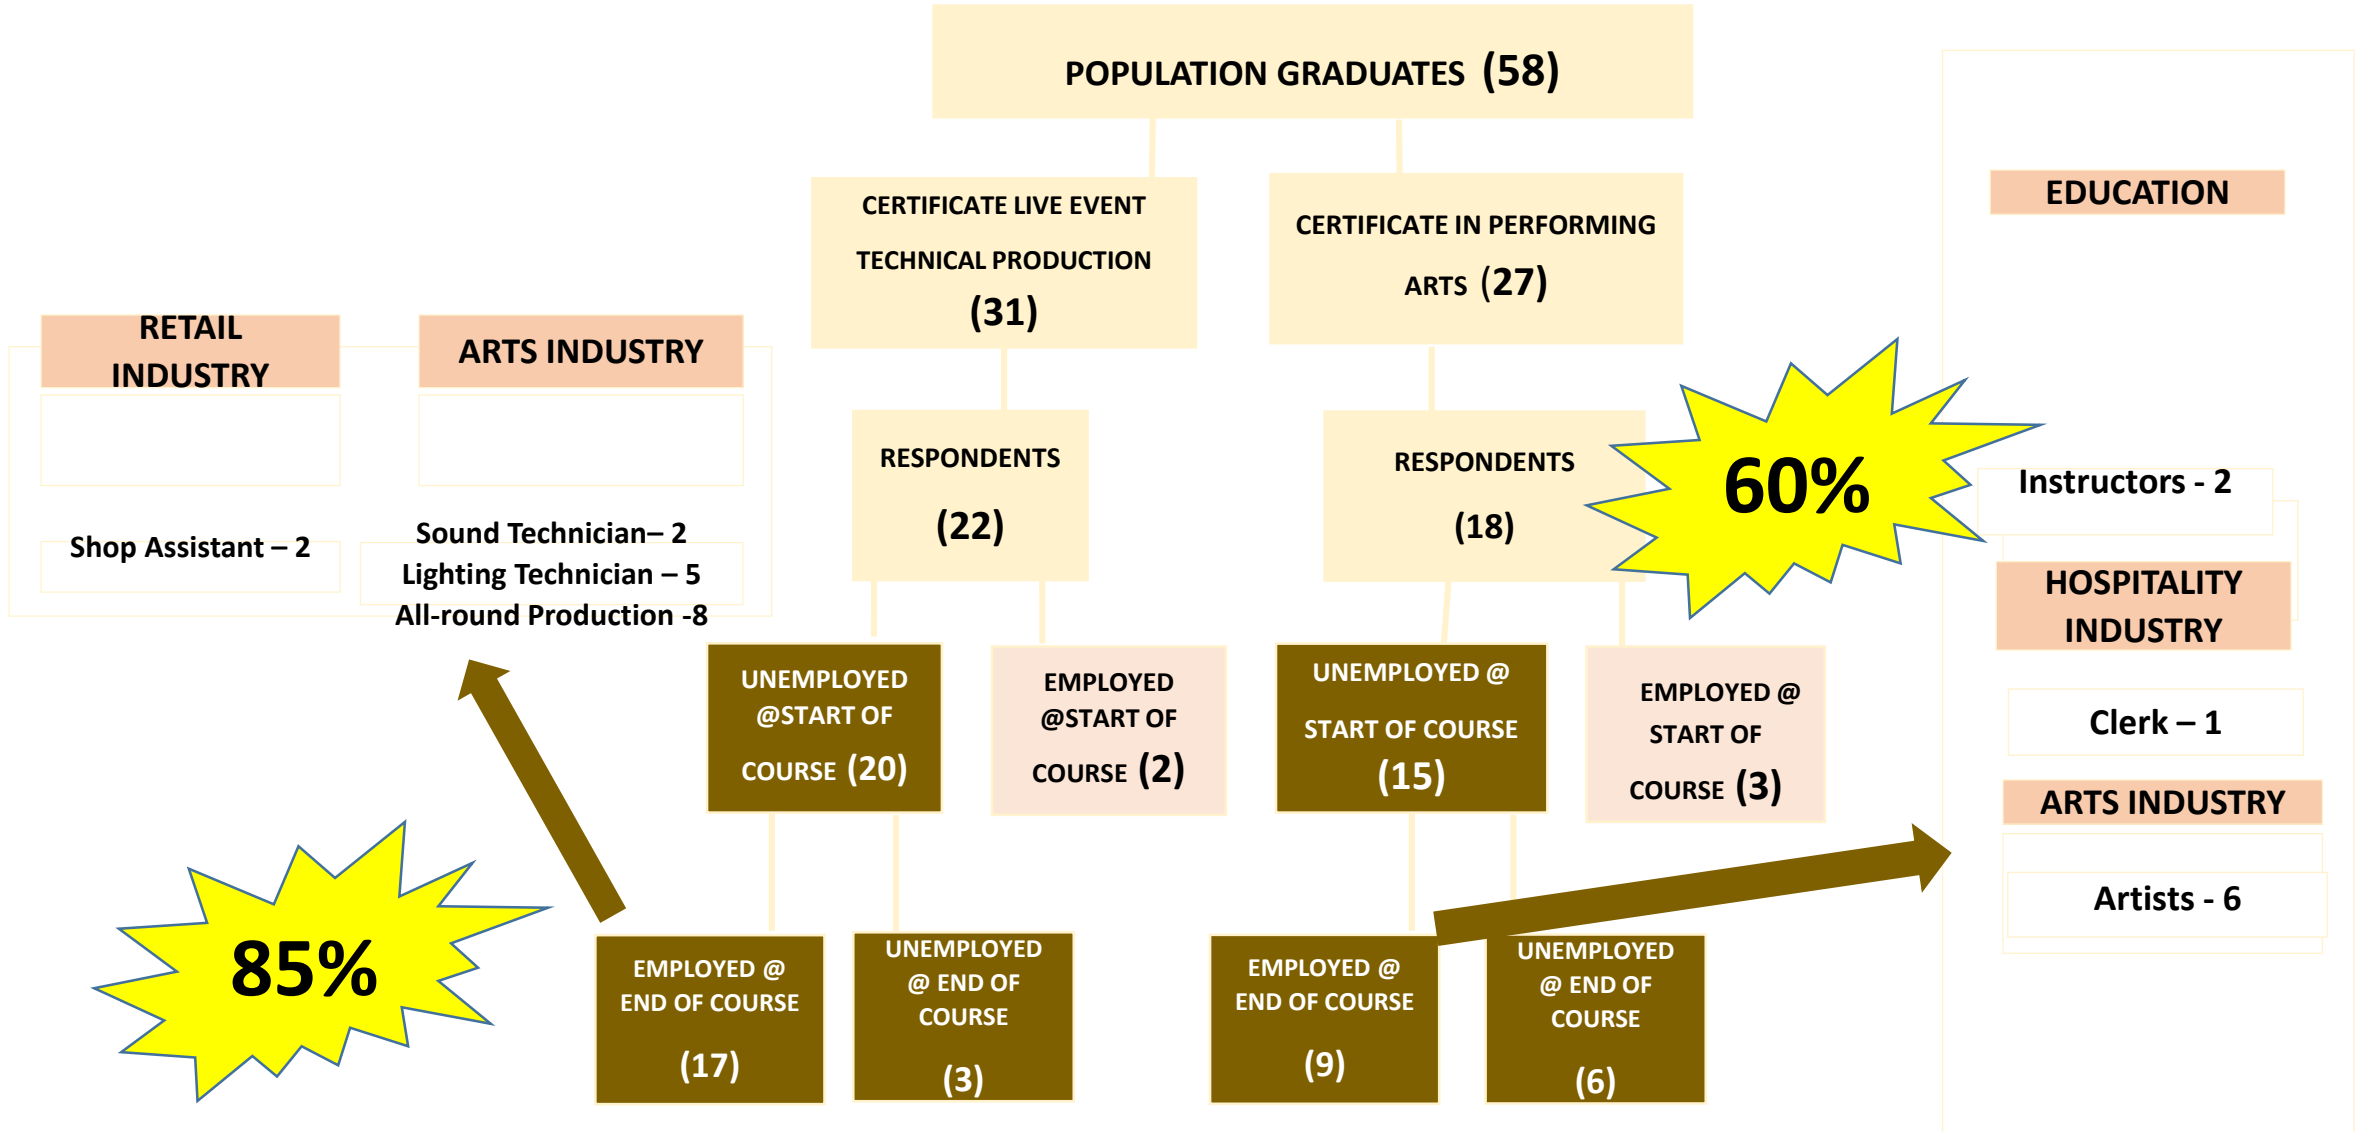 POPULATION GRADUATES (58)
CERTIFICATE LIVE EVENT
TECHNICAL PRODUCTION
(31)
CERTIFICATE IN PERFORMING
ARTS (27)
RETAIL
INDUSTRY
ARTS INDUSTRY
Shop Assistant – 2
Sound Technician– 2
Lighting Technician – 5
All-round Production -8
RESPONDENTS
(22)
RESPONDENTS
(18)
60%
EDUCATION
Instructors - 2
HOSPITALITY
INDUSTRY
Clerk – 1
ARTS INDUSTRY
Artists - 6
UNEMPLOYED
@START OF
COURSE (20)
EMPLOYED
@START OF
COURSE (2)
UNEMPLOYED @
START OF COURSE
(15)
EMPLOYED @
START OF
COURSE (3)
85%
EMPLOYED @
END OF COURSE
(17)
UNEMPLOYED
@ END OF
COURSE
(3)
EMPLOYED @
END OF COURSE
(9)
UNEMPLOYED
@ END OF
COURSE
(6)